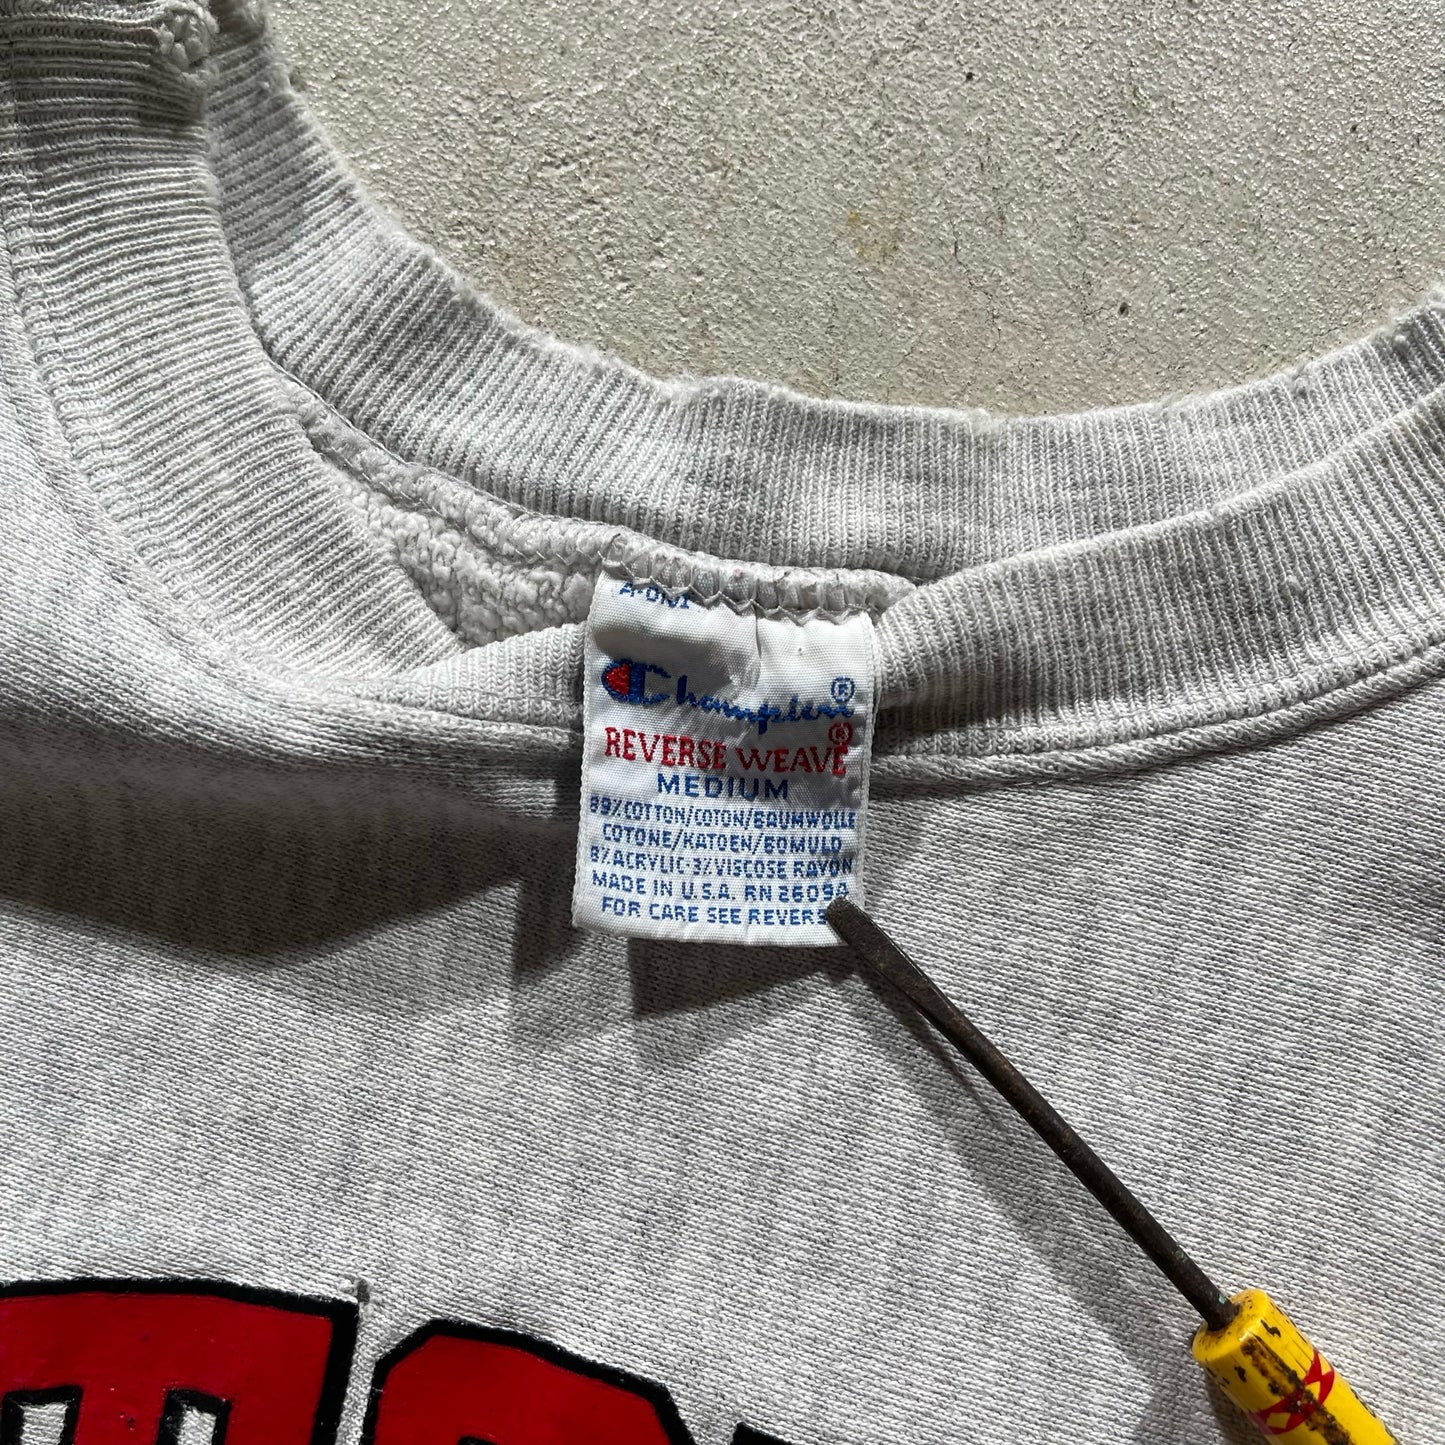 Champion®
REVERSE WEAVE®
MEDIUM
89% COTTON/COTON/BAUMWOLLE
COTONE/KATOEN/BOMULD
8% ACRYLIC-3% VISCOSE RAYON
MADE IN U.S.A. RN 26094
FOR CARE SEE REVERS